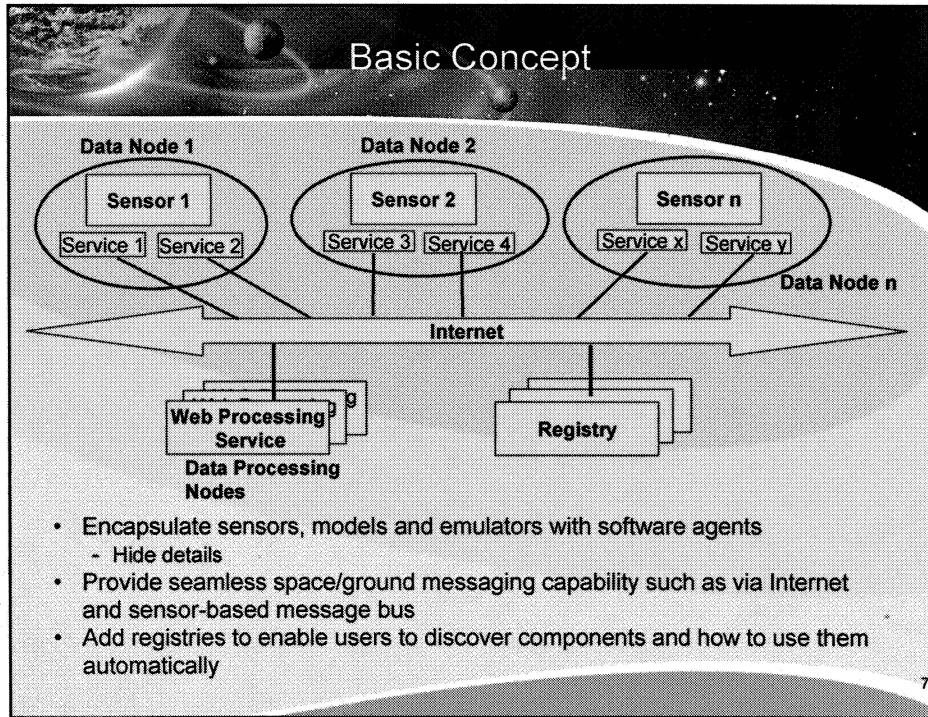 Basic Concept
Data Node 1
Data Node 2
Sensor 1
Sensor 2
Sensor n
Service 1
Service 2
Service 3
Service 4
Service x
Service y
Data Node n
Internet
Web Processing
Service
Data Processing
Nodes
Registry
• Encapsulate sensors, models and emulators with software agents
- Hide details
• Provide seamless space/ground messaging capability such as via Internet
and sensor-based message bus
• Add registries to enable users to discover components and how to use them
automatically
7